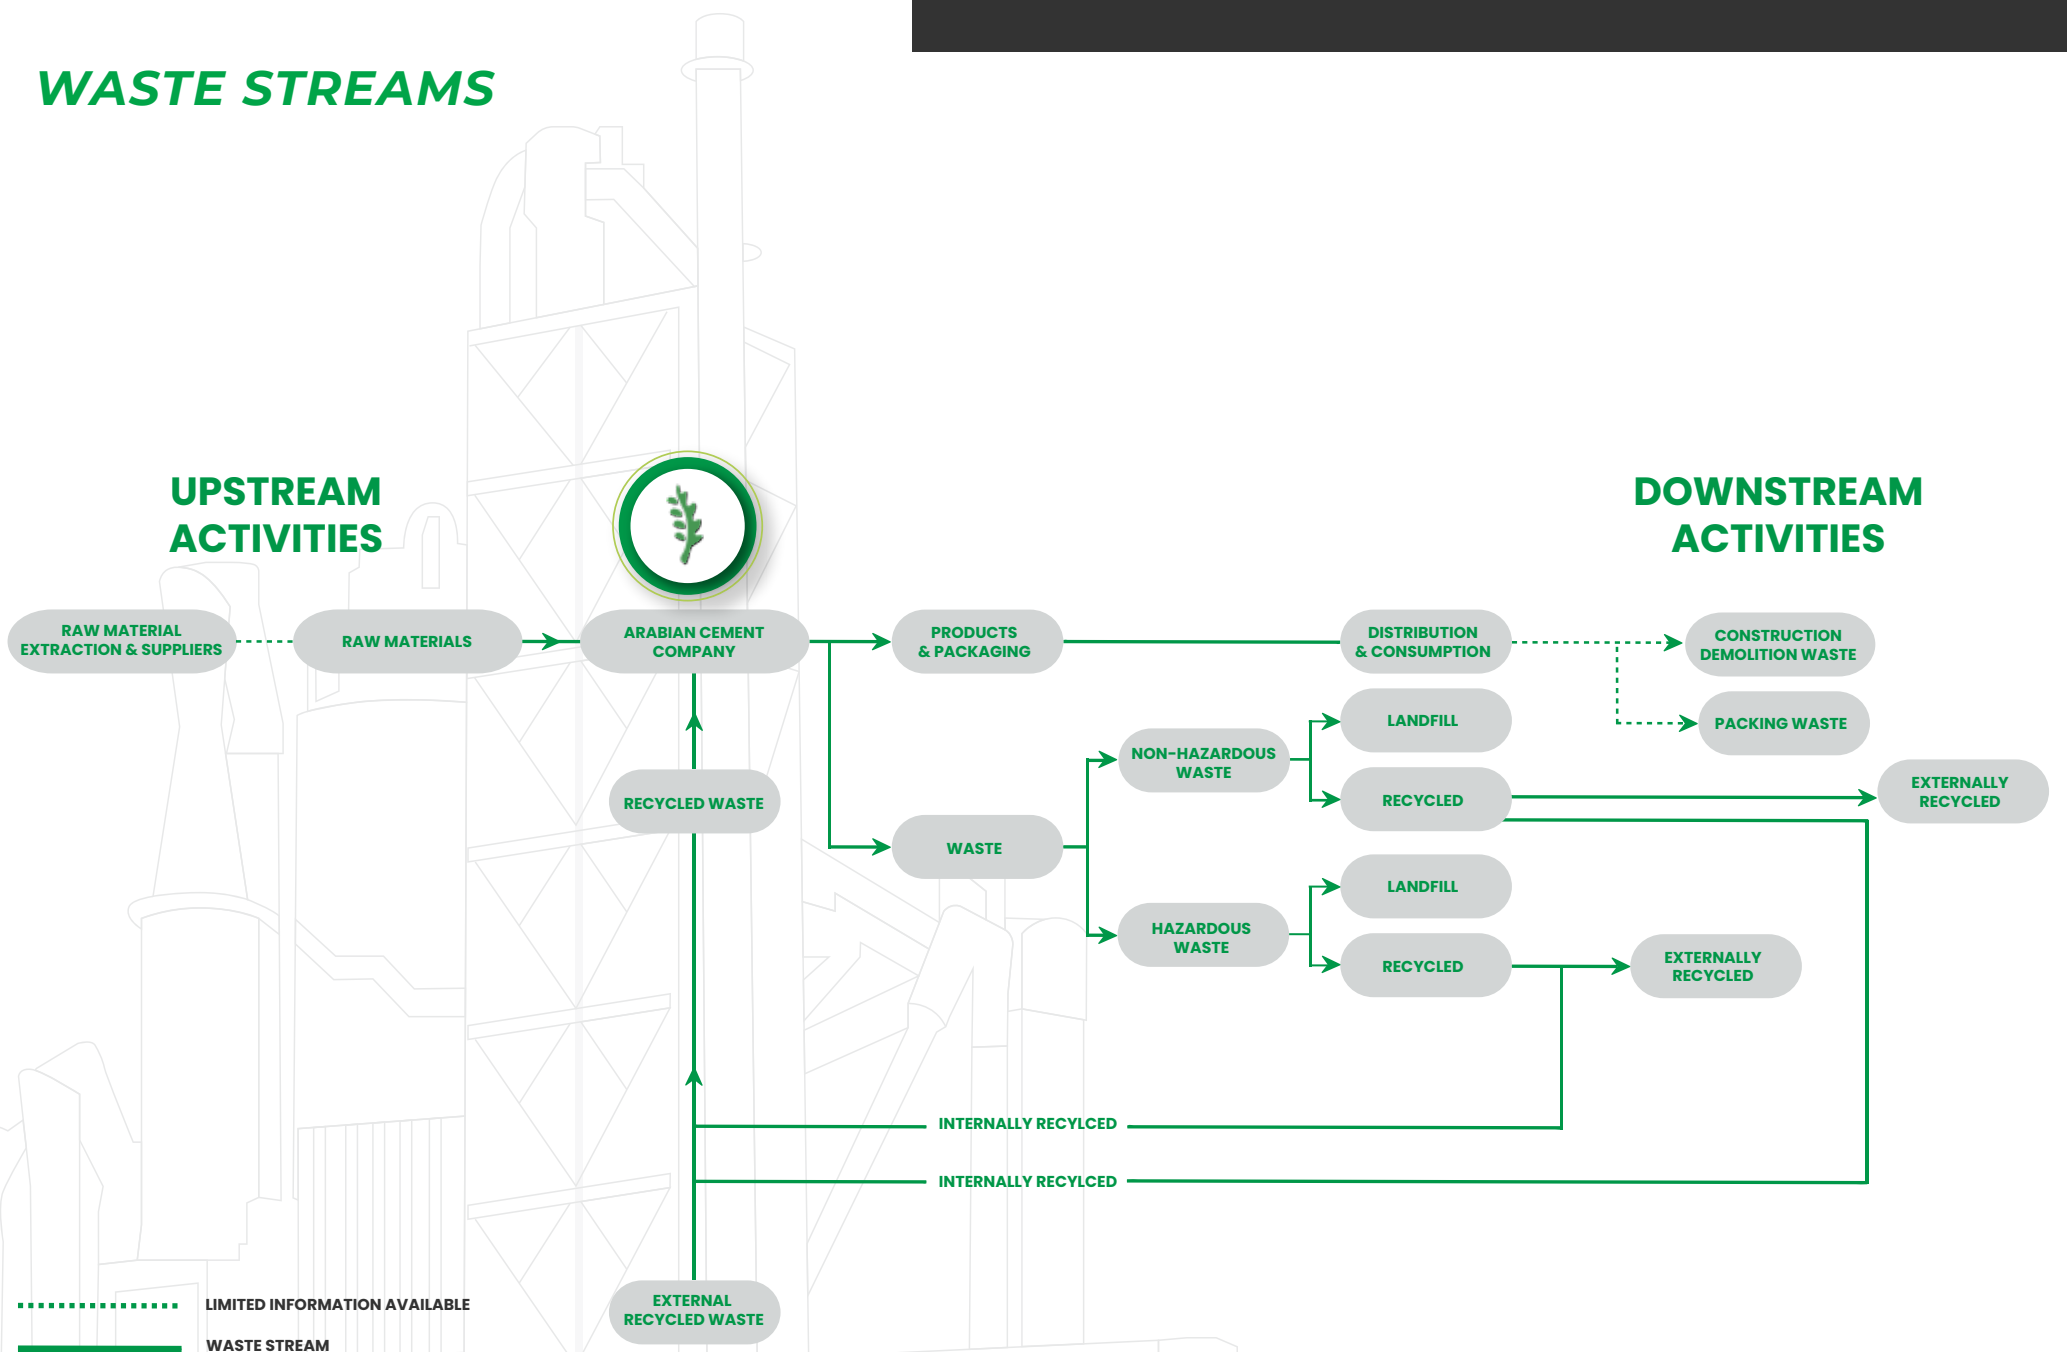 WASTE STREAMS
UPSTREAM
ACTIVITIES
DOWNSTREAM
ACTIVITIES
RAW MATERIAL
EXTRACTION & SUPPLIERS
RAW MATERIALS
ARABIAN CEMENT
COMPANY
PRODUCTS
& PACKAGING
DISTRIBUTION
& CONSUMPTION
CONSTRUCTION
DEMOLITION WASTE
LANDFILL
PACKING WASTE
NON-HAZARDOUS
WASTE
RECYCLED WASTE
RECYCLED
EXTERNALLY
RECYCLED
WASTE
LANDFILL
HAZARDOUS
WASTE
RECYCLED
EXTERNALLY
RECYCLED
INTERNALLY RECYLCED
INTERNALLY RECYLCED
EXTERNAL
RECYCLED WASTE
LIMITED INFORMATION AVAILABLE
WASTE STREAM